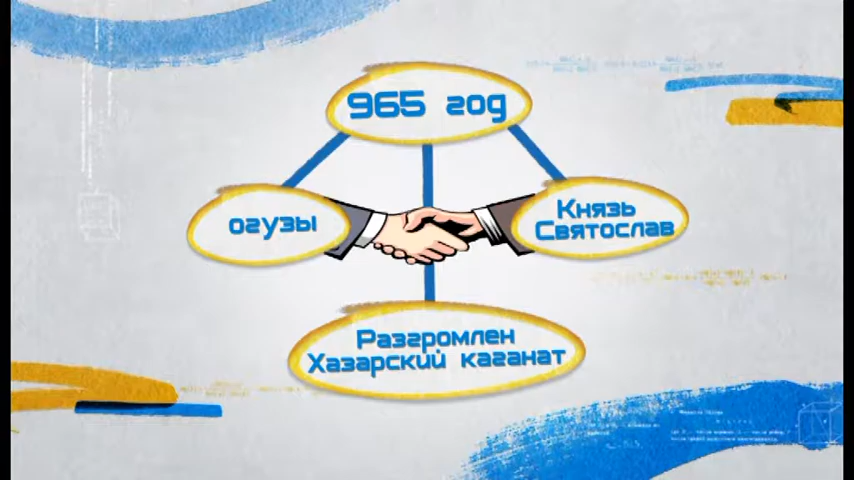 965 год
огузы
Князь
Святослав
Разгромлен
Хазарский каганат